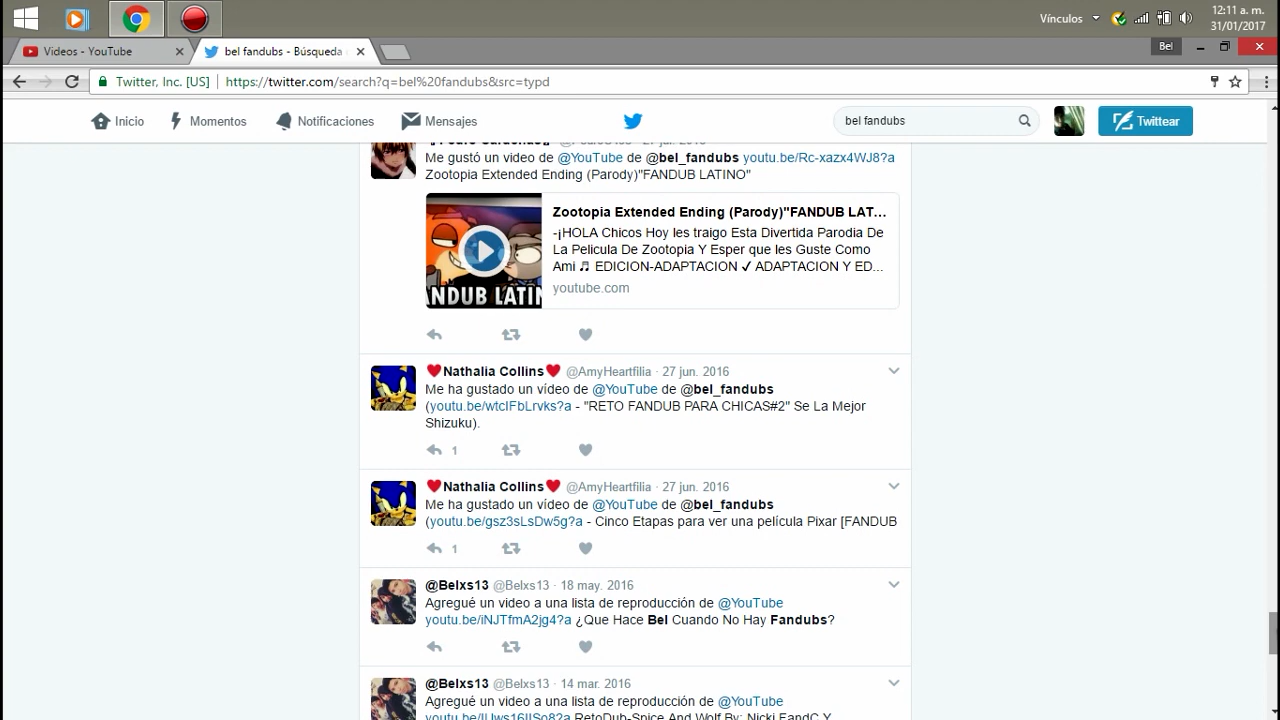 12:11 a. m.
Vínculos
31/01/2017
Videos - YouTube
bel fandubs - Búsqueda
Bel
Twitter, Inc. [US]
https://twitter.com/search?q=bel%20fandubs&src=typd
Inicio
Momentos
Notificaciones
Mensajes
bel fandubs
Twittear
Me gustó un video de @YouTube de @bel_fandubs youtu.be/Rc-xazx4WJ8?a
Zootopia Extended Ending (Parody)"FANDUB LATINO"
Zootopia Extended Ending (Parody)"FANDUB LAT...
-¡HOLA Chicos Hoy les traigo Esta Divertida Parodia De
La Pelicula De Zootopia Y Esper que les Guste Como
Ami ♫ EDICION-ADAPTACION ✓ ADAPTACION Y ED...
youtube.com
ANDUB LATIN
❤Nathalia Collins❤ @AmyHeartfilia · 27 jun. 2016
Me ha gustado un vídeo de @YouTube de @bel_fandubs
(youtu.be/wtcIFbLrvks?a - "RETO FANDUB PARA CHICAS#2" Se La Mejor
Shizuku).
1
❤Nathalia Collins❤ @AmyHeartfilia · 27 jun. 2016
Me ha gustado un vídeo de @YouTube de @bel_fandubs
(youtu.be/gsz3sLsDw5g?a - Cinco Etapas para ver una película Pixar [FANDUB
1
@Belxs13 @Belxs13 · 18 may. 2016
Agregué un video a una lista de reproducción de @YouTube
youtu.be/iNJTfmA2jg4?a ¿Que Hace Bel Cuando No Hay Fandubs?
@Belxs13 @Belxs13 · 14 mar. 2016
Agregué un video a una lista de reproducción de @YouTube
RetoDub-Spice And Wolf By: Nicki FandC Y